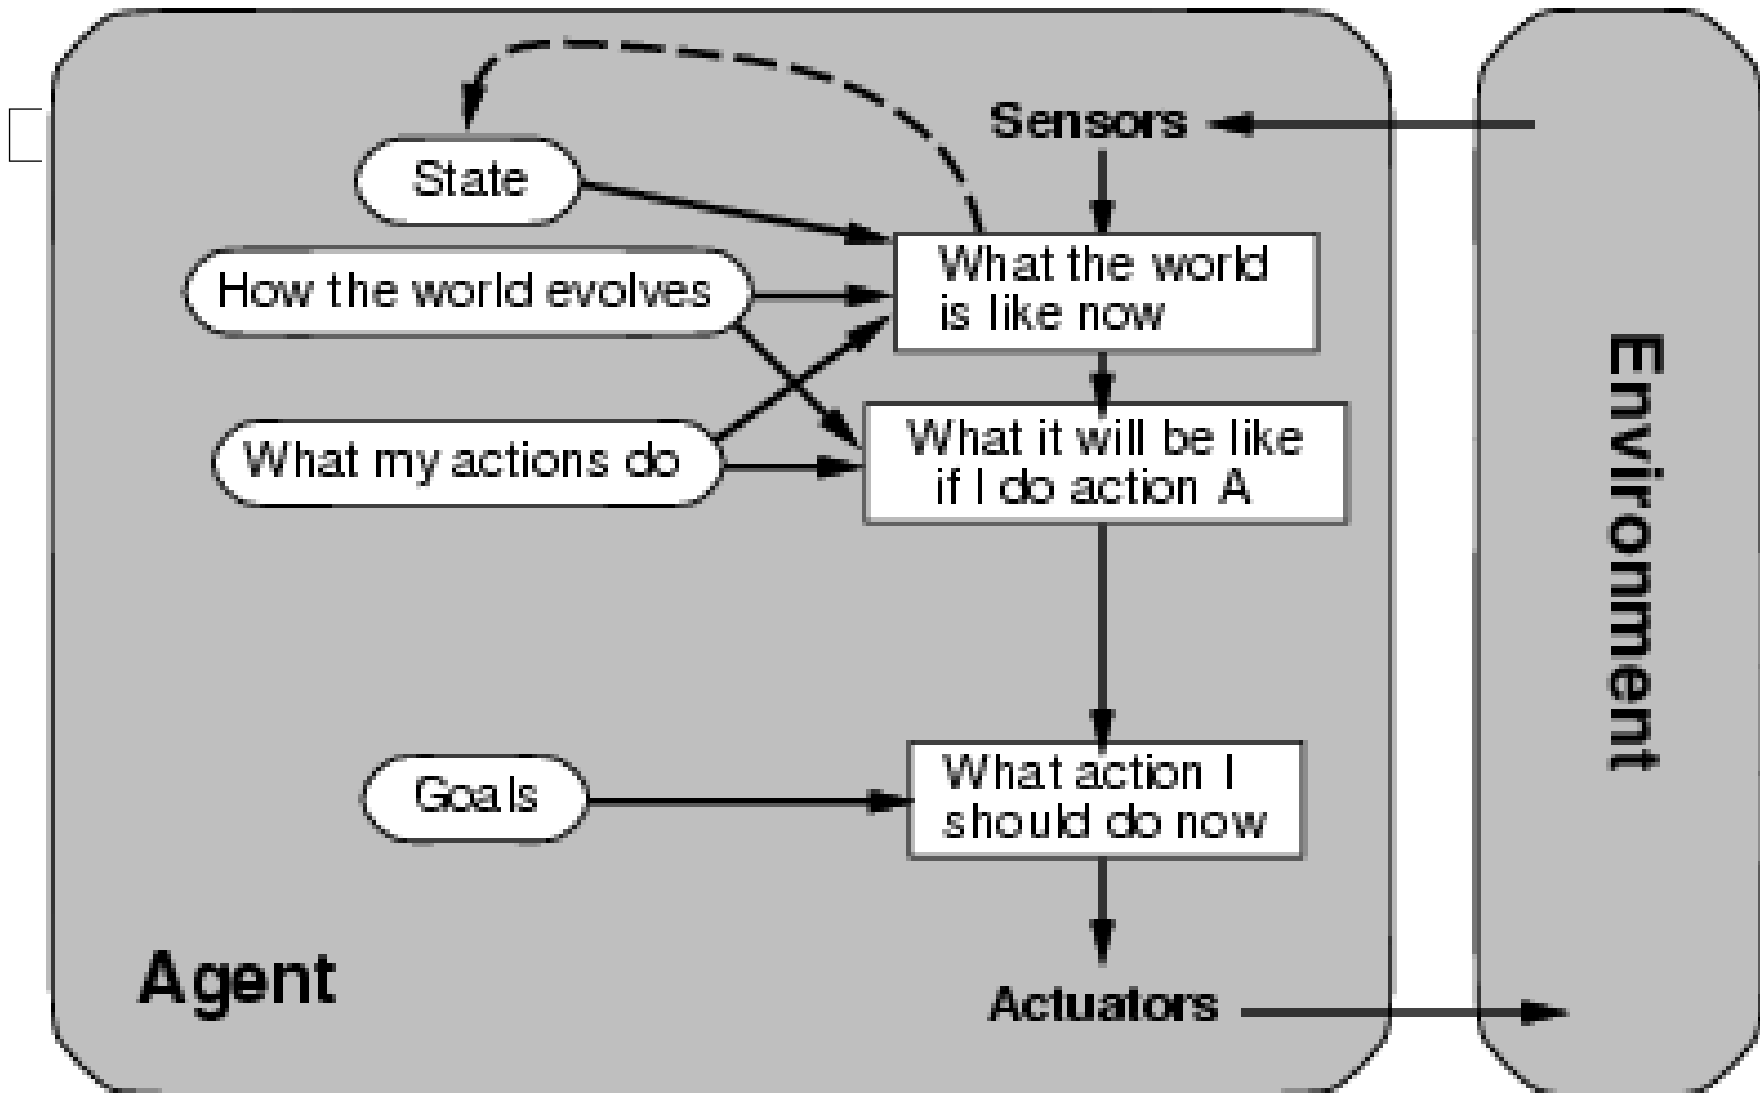 Sensors
State
What the world
is like now
How the world evolves
What my actions do
What it will be like
if I do action A
Environment
Goals
What action I
should do now
Agent
Actuators